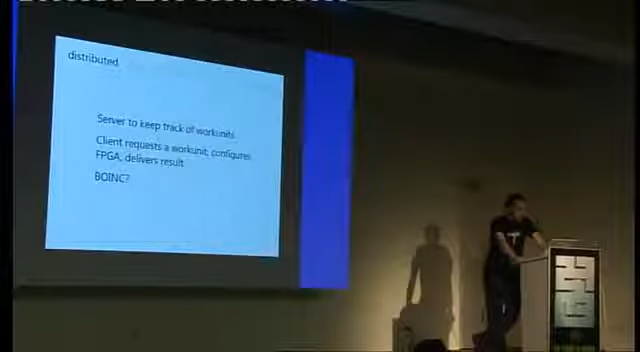 distributed
Server to keep track of workunits
Client requests a workunit, configures
FPGA, delivers result
BOINC?